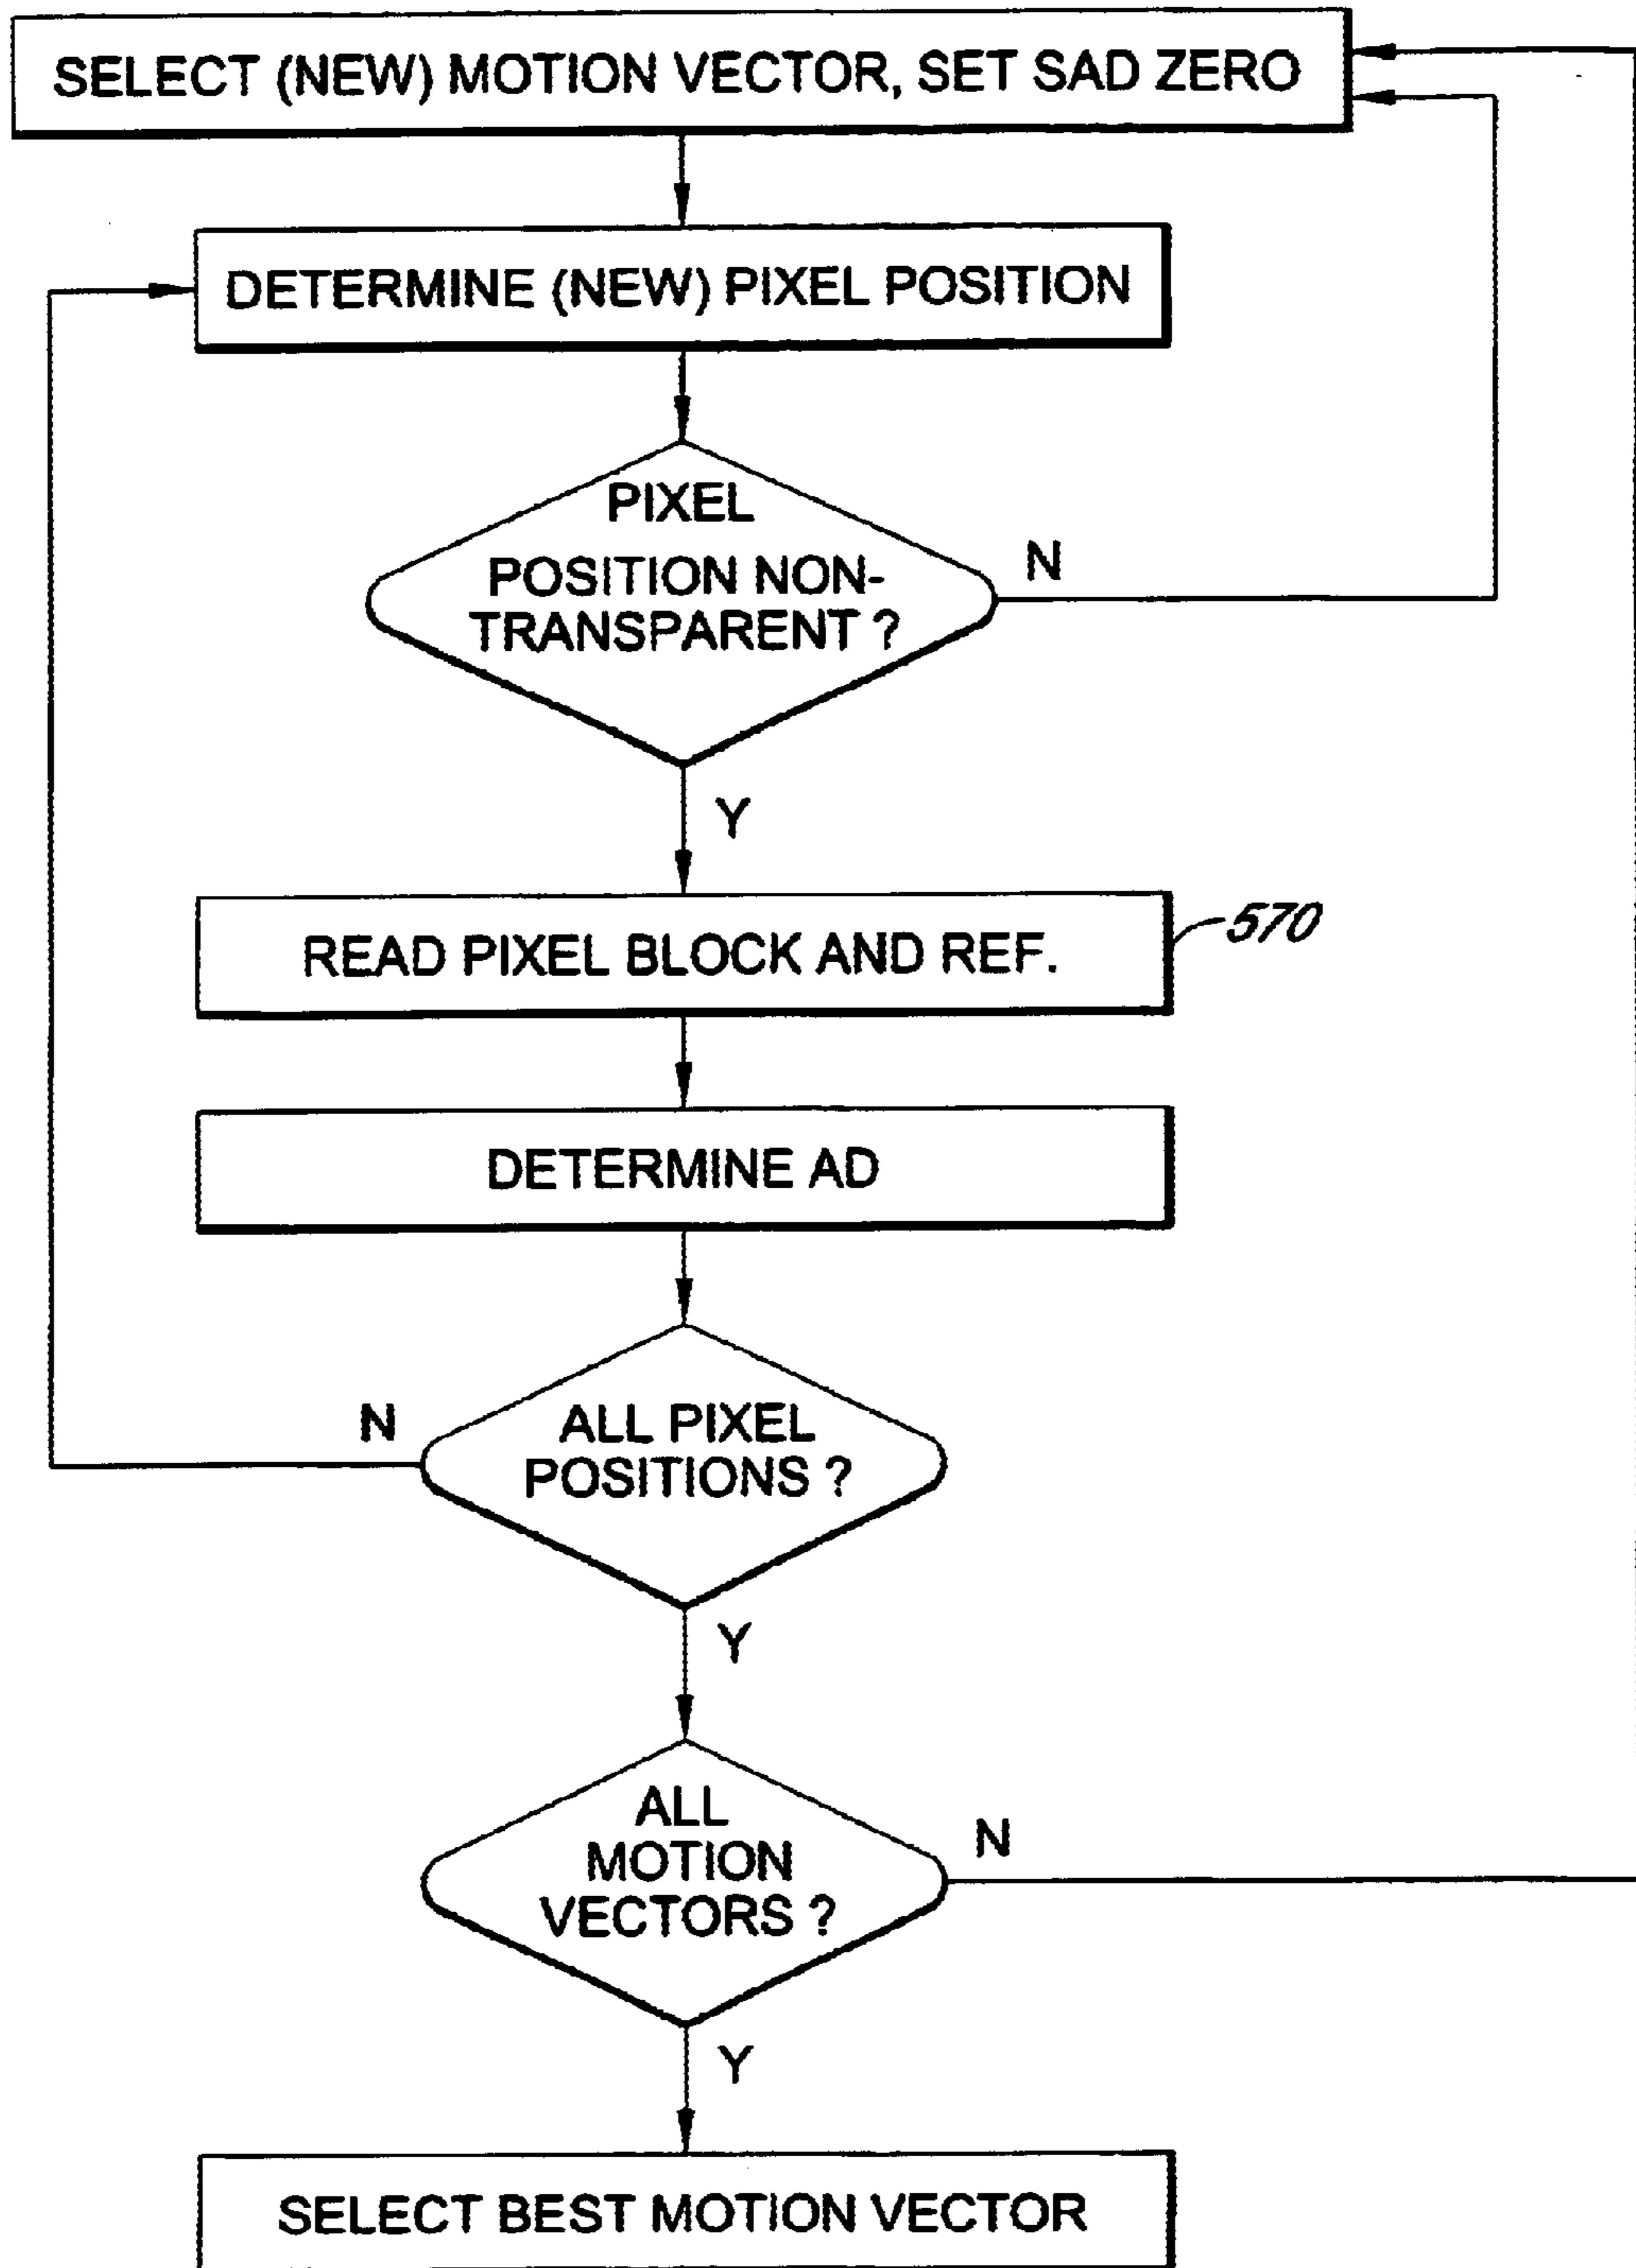 SELECT (NEW) MOTION VECTOR, SET SAD ZERO
DETERMINE (NEW) PIXEL POSITION
PIXEL
POSITION NON-
TRANSPARENT ?
N
Y
READ PIXEL BLOCK AND REF.
570
DETERMINE AD
ALL PIXEL
POSITIONS ?
N
Y
ALL
MOTION
VECTORS ?
N
Y
SELECT BEST MOTION VECTOR